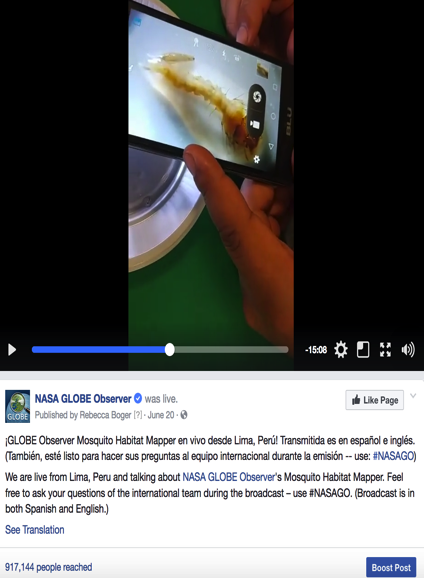 BLU
-15:08
GLOBE
NASA GLOBE Observer was live.
Published by Rebecca Boger [?] · June 20 ·
Like Page
¡GLOBE Observer Mosquito Habitat Mapper en vivo desde Lima, Perú! Transmitida es en español e inglés.
(También, esté listo para hacer sus preguntas al equipo internacional durante la emisión -- use: #NASAGO)
We are live from Lima, Peru and talking about NASA GLOBE Observer's Mosquito Habitat Mapper. Feel
free to ask your questions of the international team during the broadcast – use #NASAGO. (Broadcast is in
both Spanish and English.)
See Translation
917,144 people reached
Boost Post